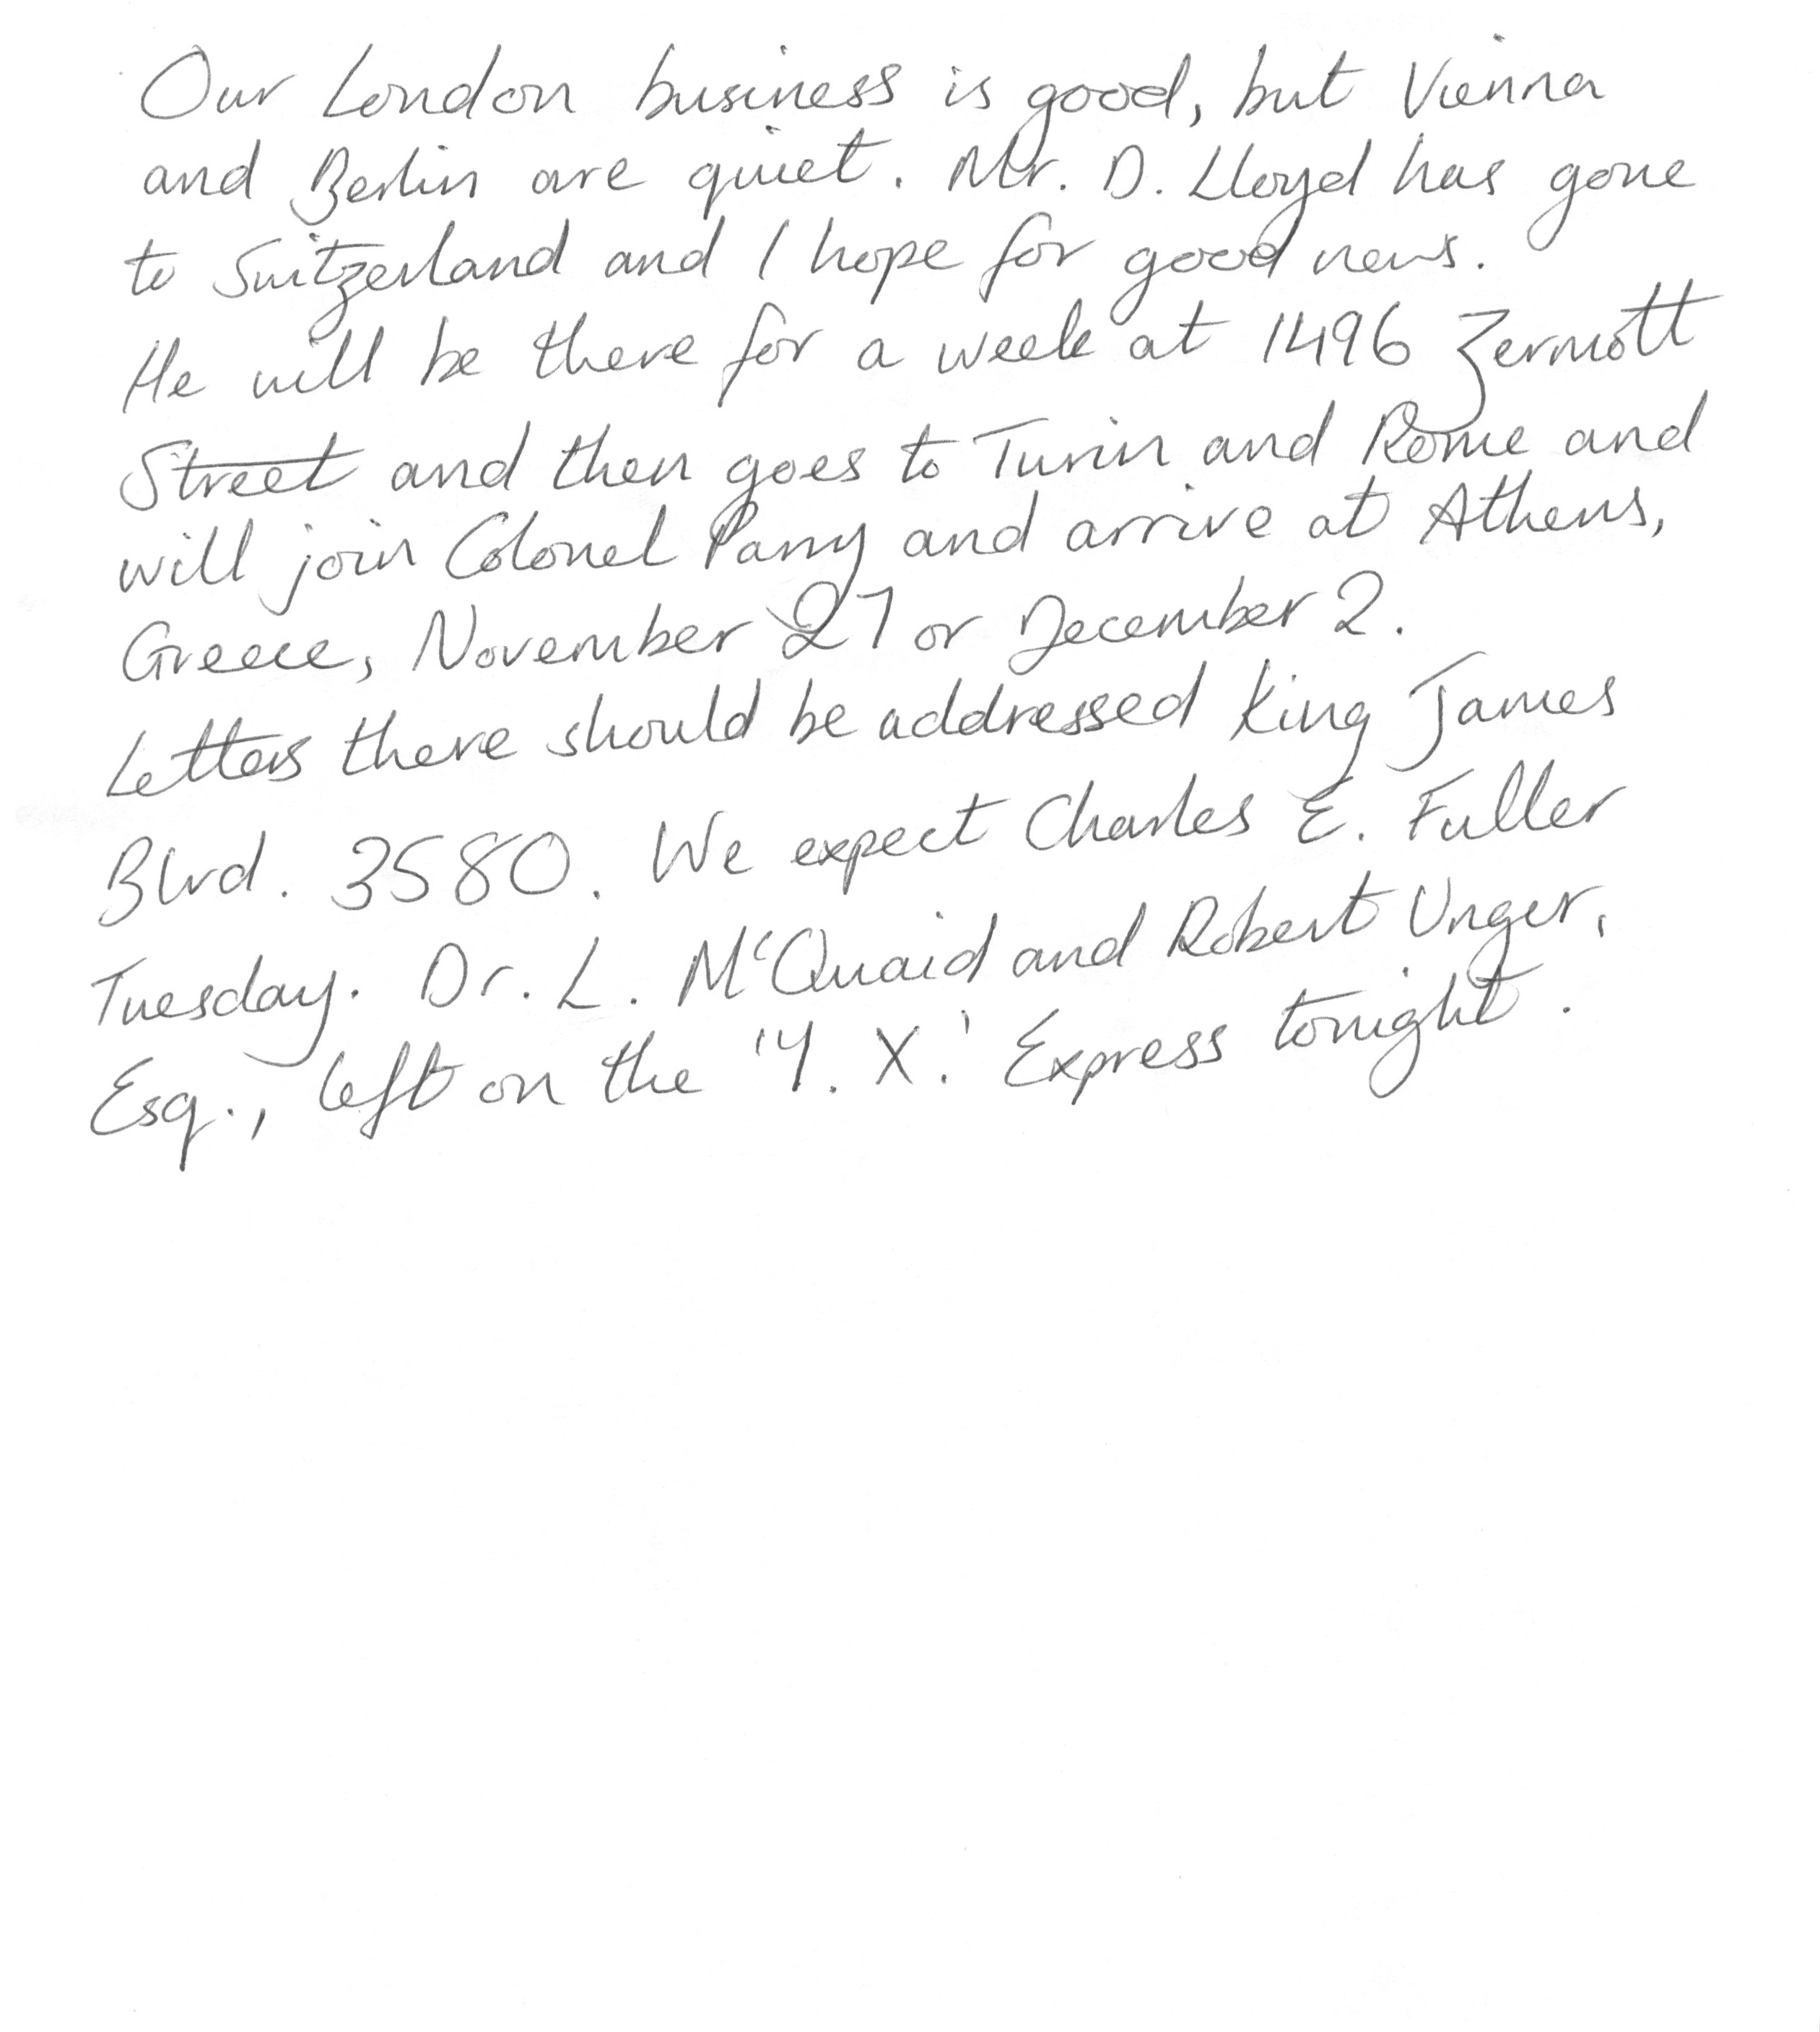 Our London business is good, but Vienna
and Berlin are quiet. Mr. D. Lloyd has gone
to Switzerland and I hope for good news.
He will be there for a week at 1496 Zermott
Street and then goes to Turin and Rome and
will join Colonel Parry and arrive at Athens,
Greece, November 27 or December 2.
Letters there should be addressed King James
Blvd. 3580. We expect Charles E. Fuller
Tuesday. Dr. L. M'Quaid and Robert Unger,
Esq., left on the 'Y. X.' Express tonight.